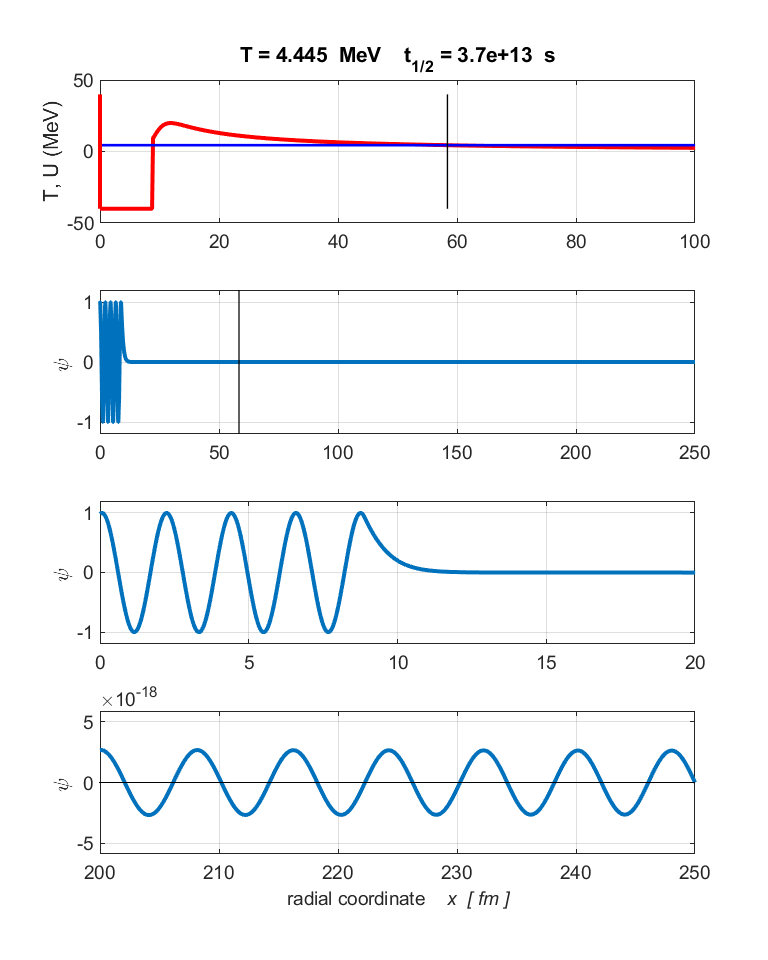 T = 4.445 MeV t1/2 = 3.7e+13 s
T, U (MeV)
50
0
-50
0 20 40 60 80 100
ψ
1
0
-1
0 50 100 150 200 250
ψ
1
0
-1
0 5 10 15 20
×10-18
ψ
5
0
-5
200 210 220 230 240 250
radial coordinate x [ fm ]